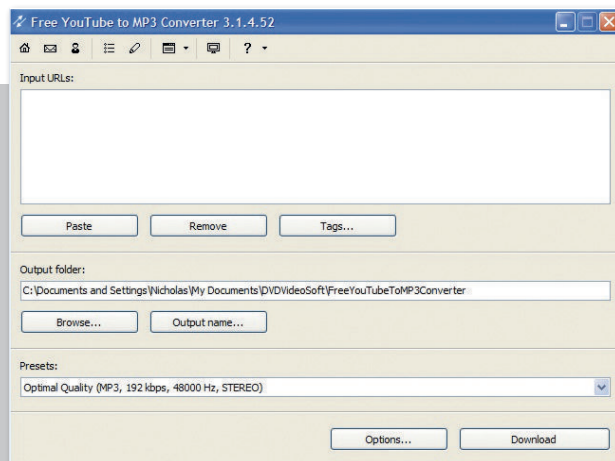 Free YouTube to MP3 Converter 3.1.4.52
?
Input URLs:
Paste Remove Tags...
Output folder:
C:\Documents and Settings\Nicholas\My Documents\DVDVideoSoft\FreeYouTubeToMP3Converter
Browse... Output name...
Presets:
Optimal Quality (MP3, 192 kbps, 48000 Hz, STEREO)
Options... Download